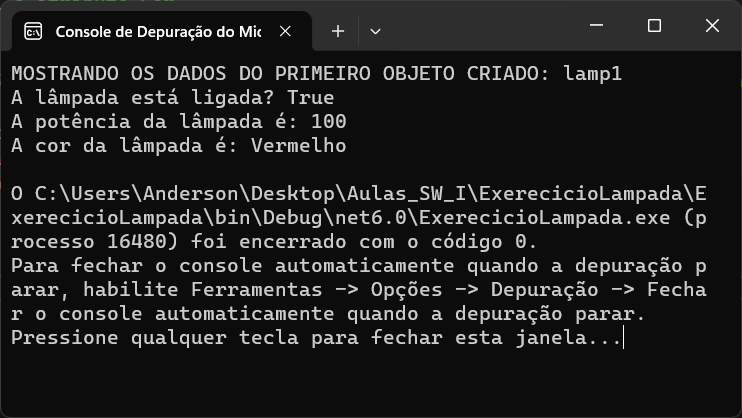 Console de Depuração do Mic
MOSTRANDO OS DADOS DO PRIMEIRO OBJETO CRIADO: lamp1
A lâmpada está ligada? True
A potência da lâmpada é: 100
A cor da lâmpada é: Vermelho
O C:\Users\Anderson\Desktop\Aulas_SW_I\ExerecicioLampada\E
xerecicioLampada\bin\Debug\net6.0\ExerecicioLampada.exe (p
rocesso 16480) foi encerrado com o código 0.
Para fechar o console automaticamente quando a depuração p
arar, habilite Ferramentas -> Opções -> Depuração -> Fecha
r o console automaticamente quando a depuração parar.
Pressione qualquer tecla para fechar esta janela...